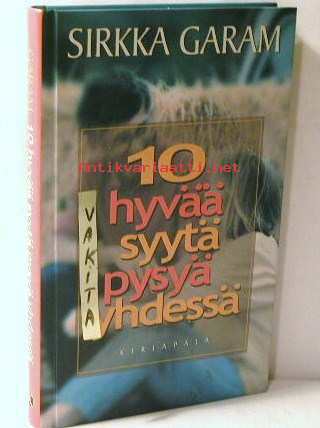 SIRKKA GARAM
10
antikvariaatti.net
hyvää
syytä
pysyä
yhdessä
VAKITA
KIRJAPAJA